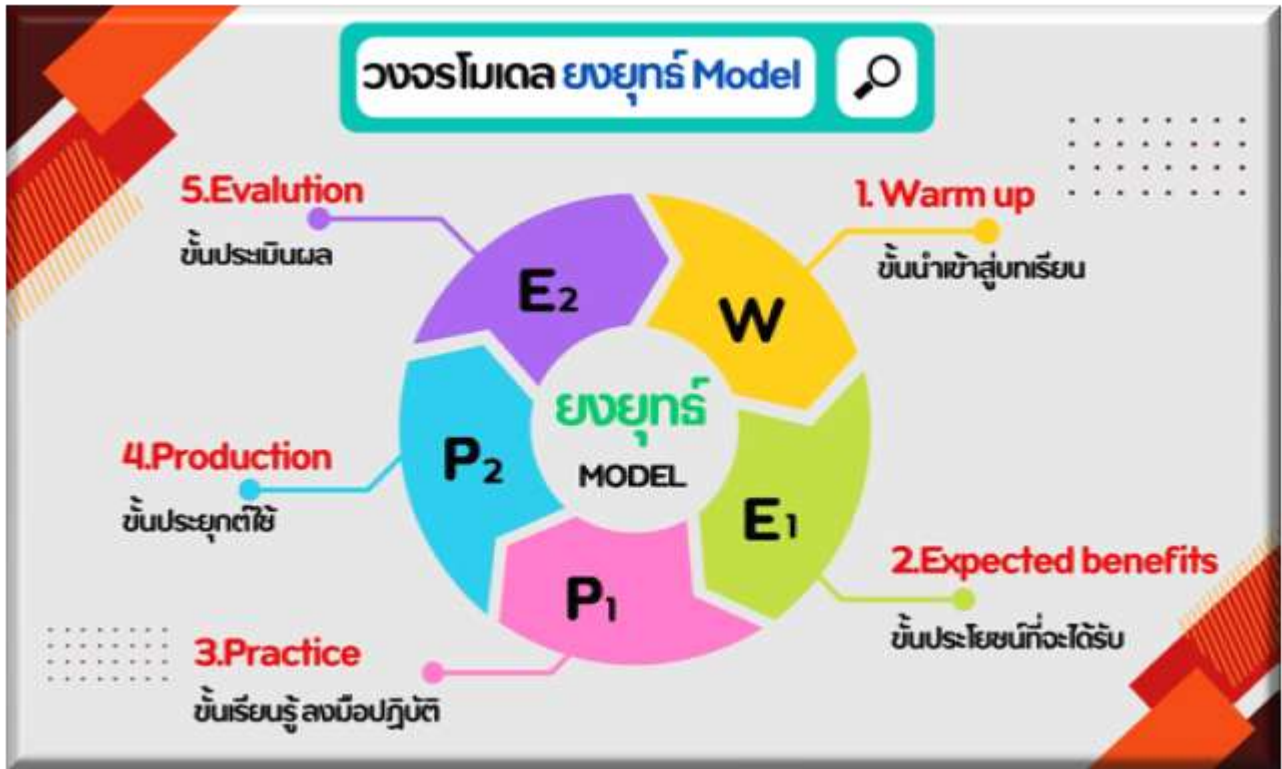 วงจรโมเดล ยงยุทธ์ Model
1. Warm up
ขั้นนำเข้าสู่บทเรียน
W
E1
2.Expected benefits
ขั้นประโยชน์ที่จะได้รับ
P1
3.Practice
ขั้นเรียนรู้ ลงมือปฏิบัติ
P2
4.Production
ขั้นประยุกต์ใช้
E2
5.Evalution
ขั้นประเมินผล
ยงยุทธ์
MODEL